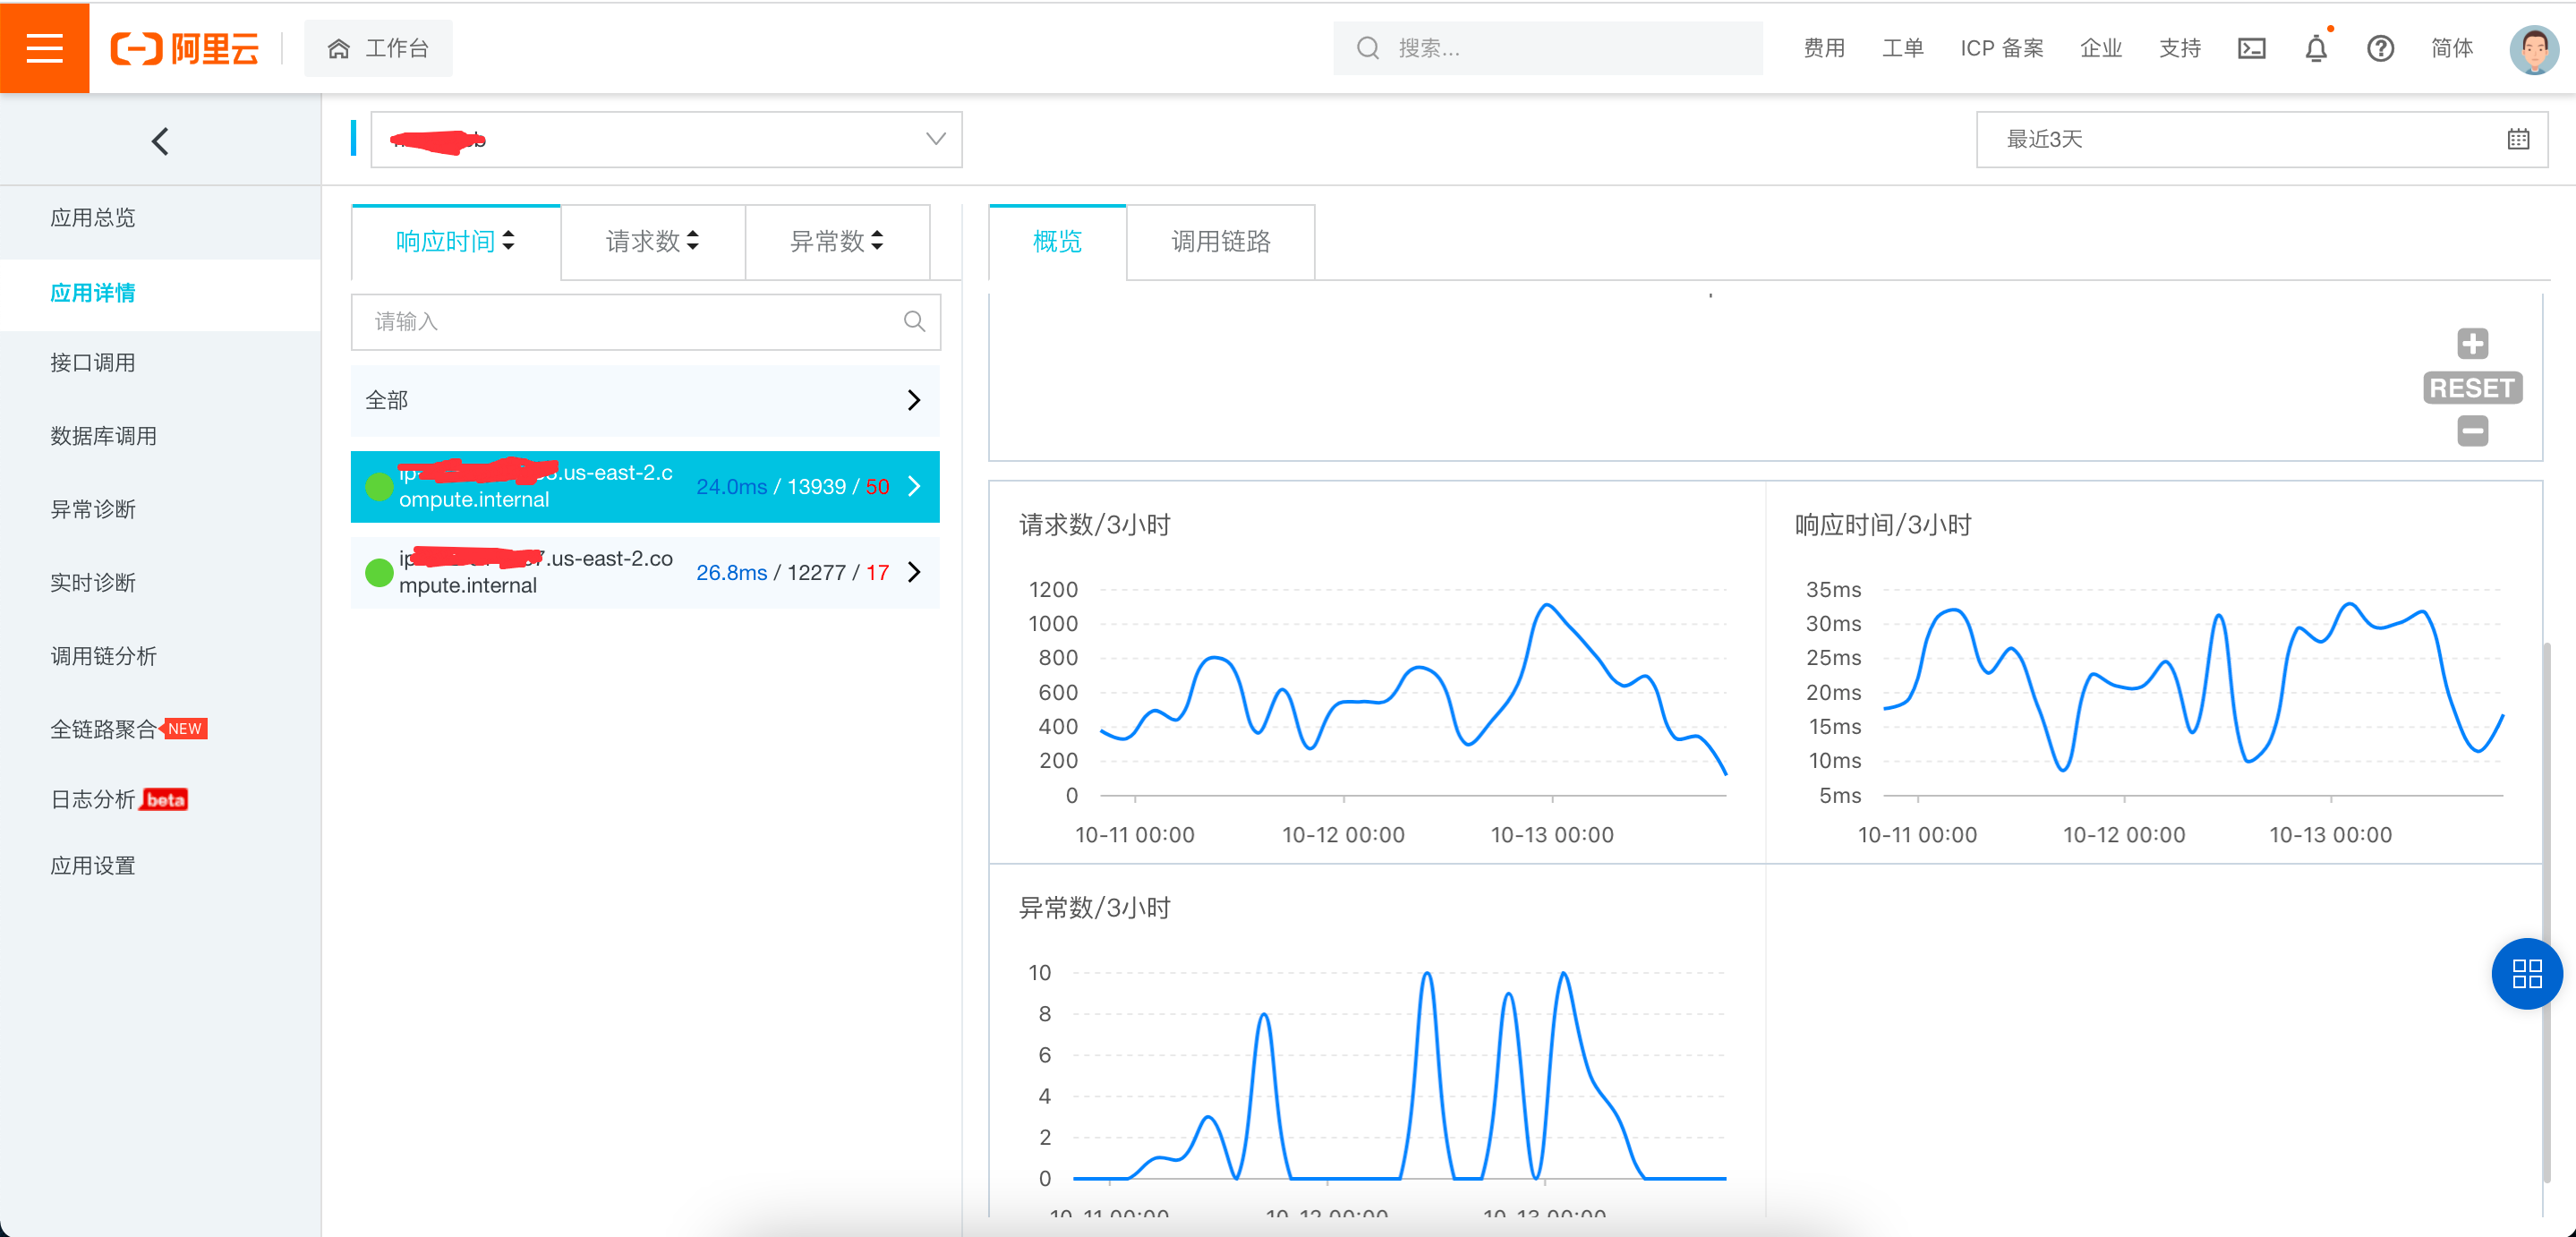 阿里云
工作台
搜索...
费用
工单
ICP 备案
企业
支持
简体
最近3天
应用总览
应用详情
接口调用
数据库调用
异常诊断
实时诊断
调用链分析
全链路聚合 NEW
日志分析 beta
应用设置
响应时间
请求数
异常数
请输入
全部
.us-east-2.c
ompute.internal
24.0ms / 13939 / 50
.us-east-2.co
mpute.internal
26.8ms / 12277 / 17
概览
调用链路
RESET
请求数/3小时
1200
1000
800
600
400
200
0
10-11 00:00
10-12 00:00
10-13 00:00
响应时间/3小时
35ms
30ms
25ms
20ms
15ms
10ms
5ms
10-11 00:00
10-12 00:00
10-13 00:00
异常数/3小时
10
8
6
4
2
0
10-11 00:00
10-12 00:00
10-13 00:00